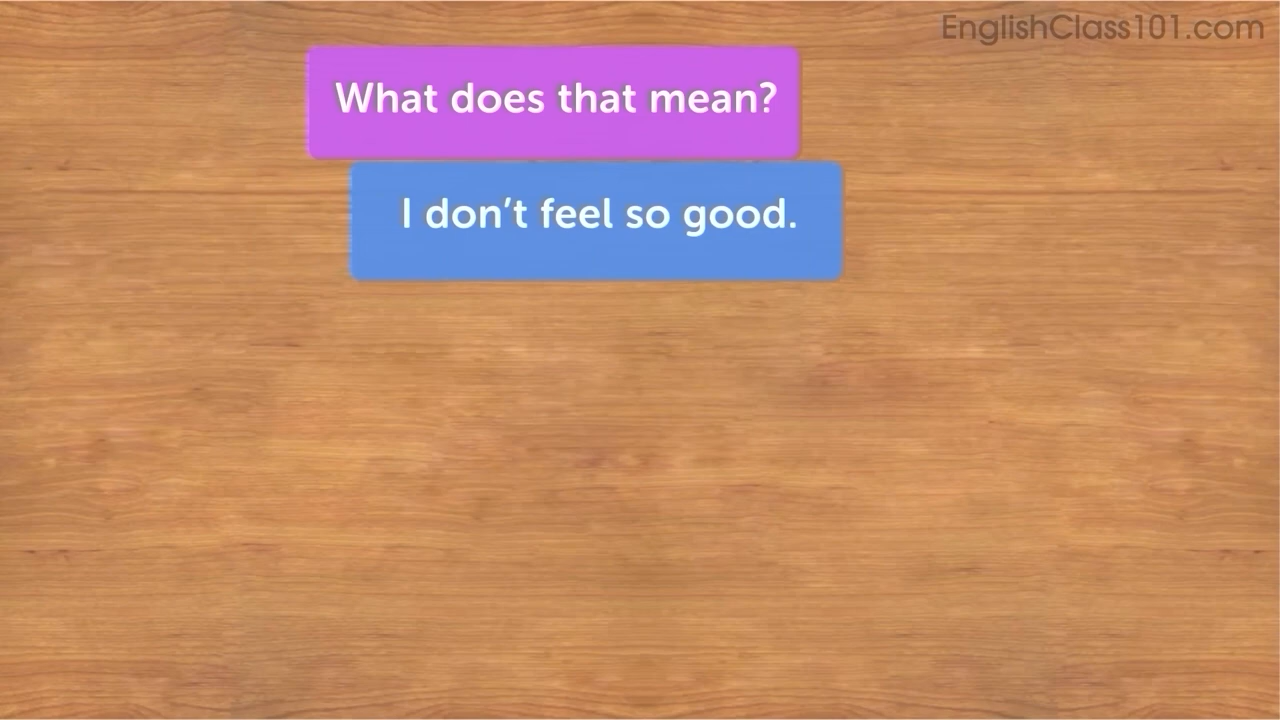 EnglishClass101.com
What does that mean?
I don't feel so good.